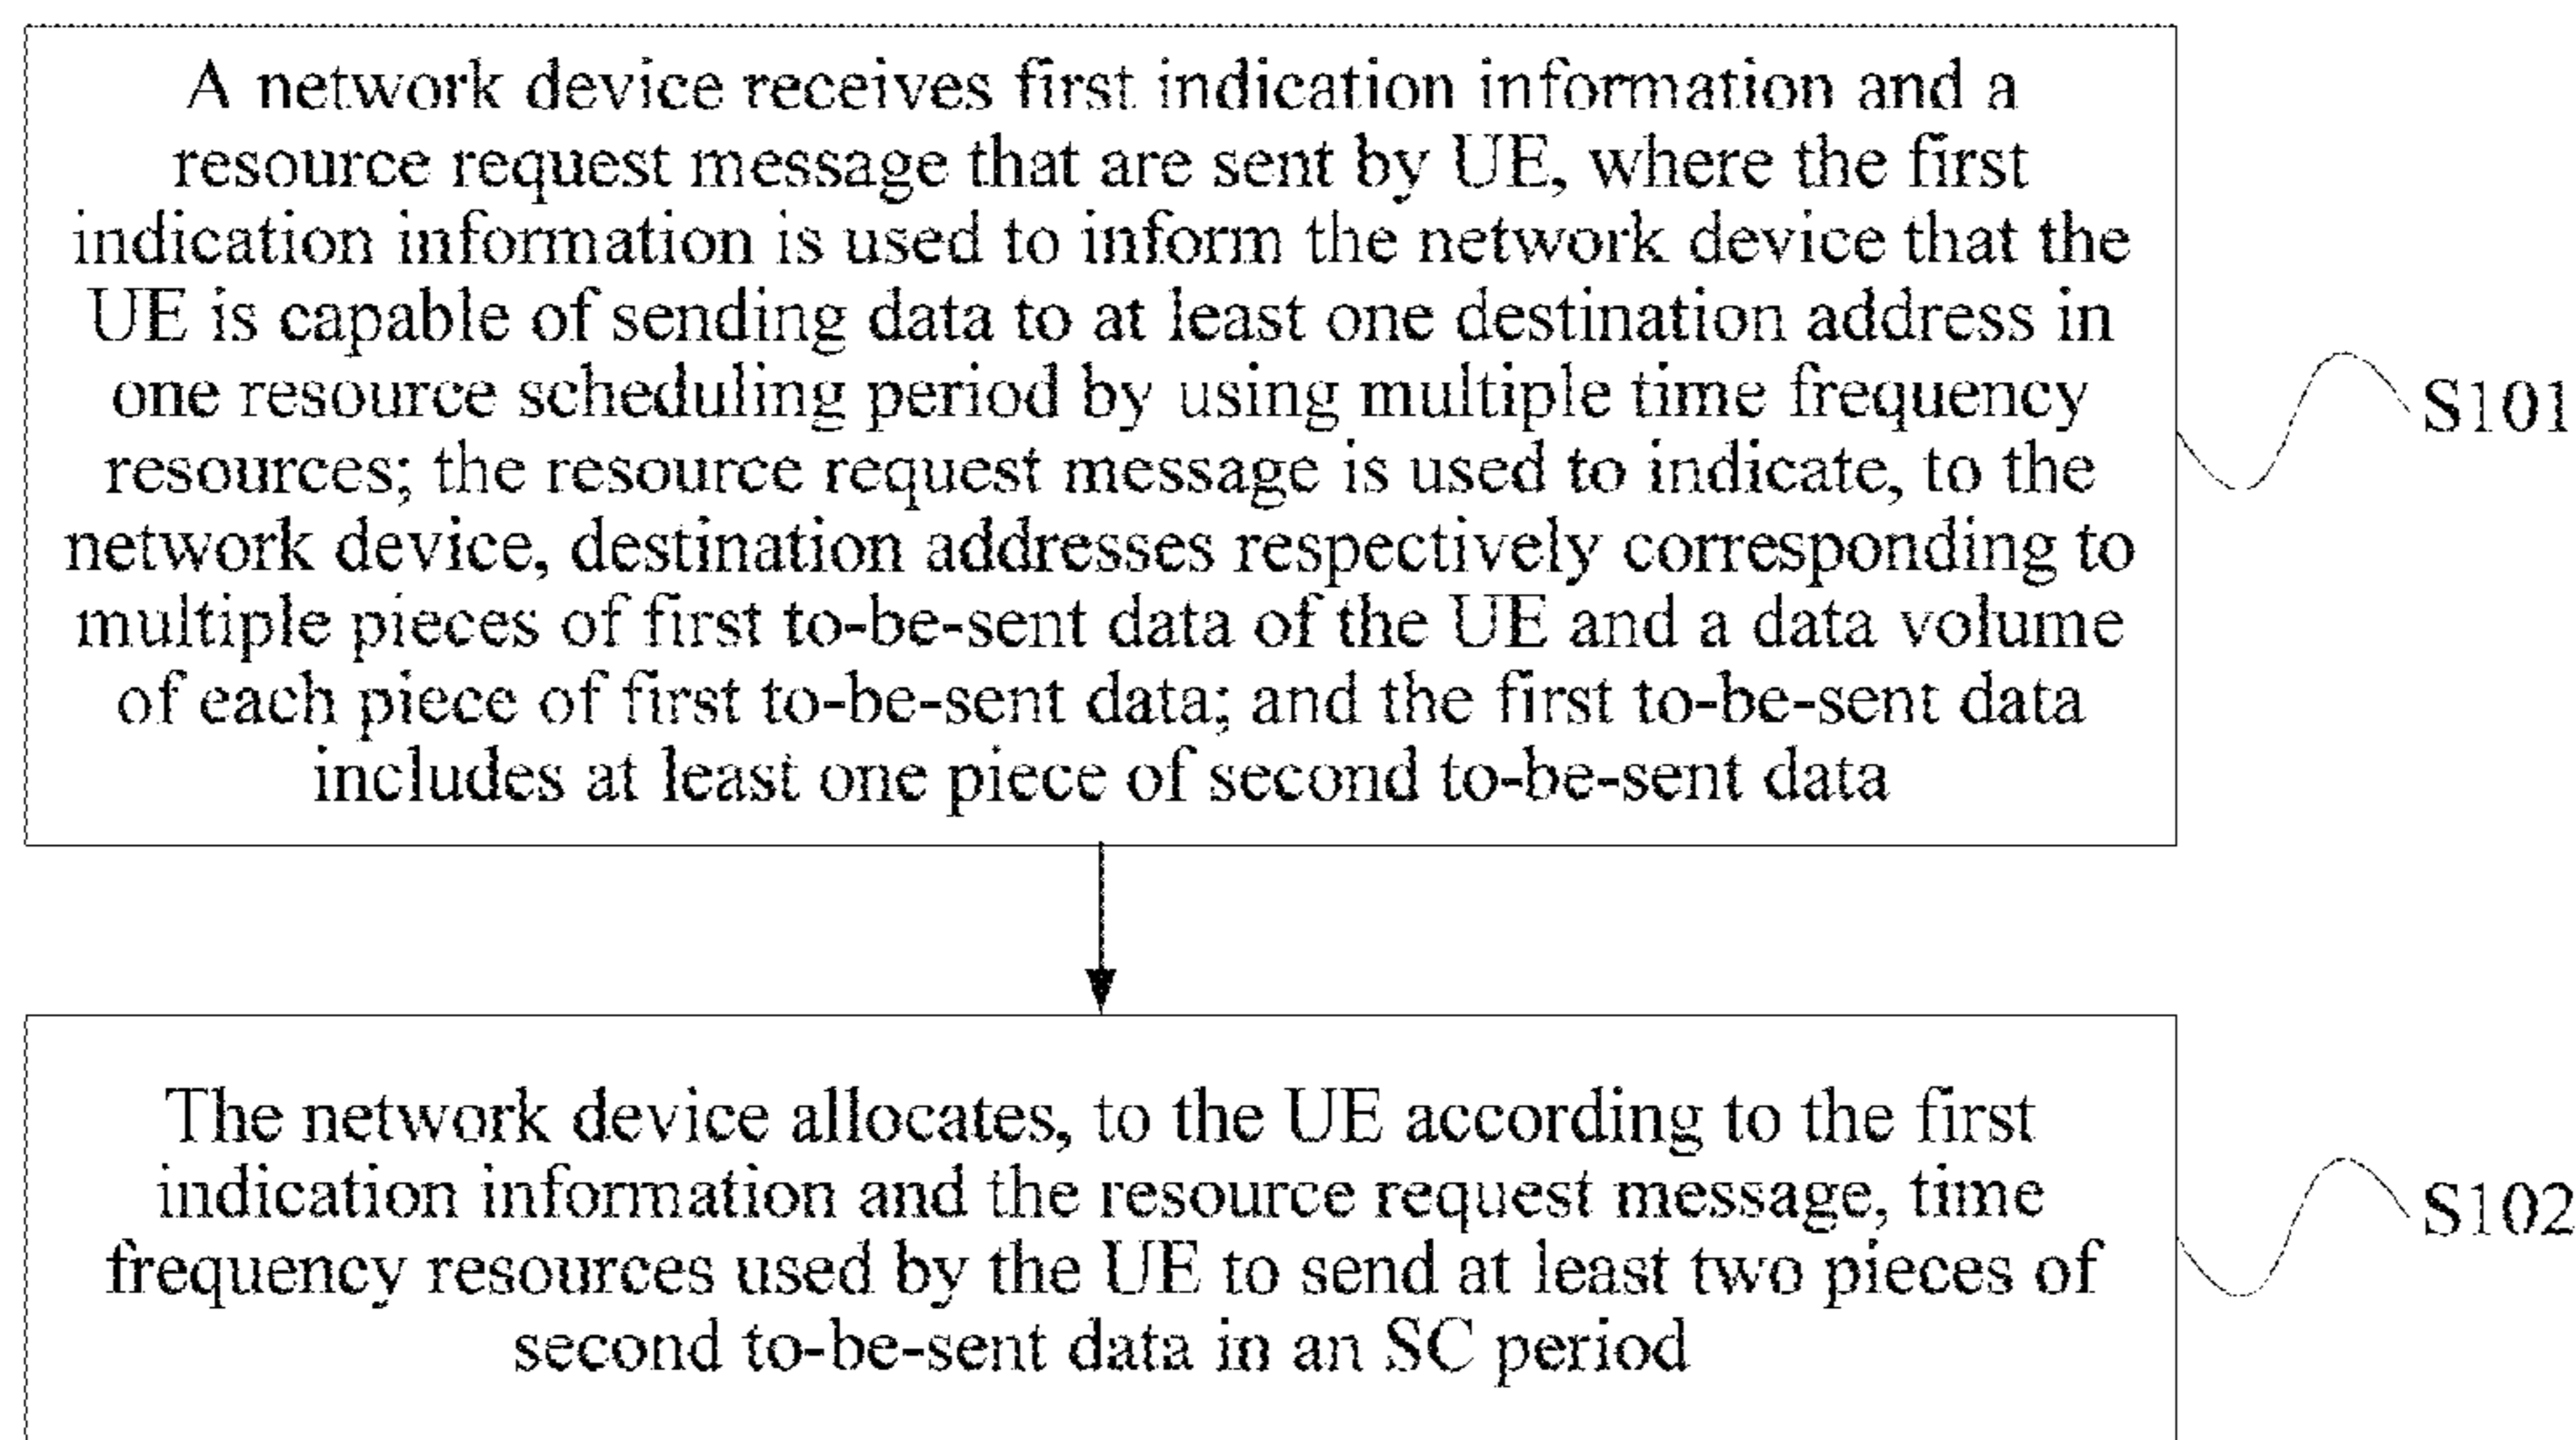 A network device receives first indication information and a
resource request message that are sent by UE, where the first
indication information is used to inform the network device that the
UE is capable of sending data to at least one destination address in
one resource scheduling period by using multiple time frequency
resources; the resource request message is used to indicate, to the
network device, destination addresses respectively corresponding to
multiple pieces of first to-be-sent data of the UE and a data volume
of each piece of first to-be-sent data; and the first to-be-sent data
includes at least one piece of second to-be-sent data
S101
The network device allocates, to the UE according to the first
indication information and the resource request message, time
frequency resources used by the UE to send at least two pieces of
second to-be-sent data in an SC period
S102